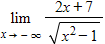 lim x→ -∞ (2x + 7) / √(x² − 1)